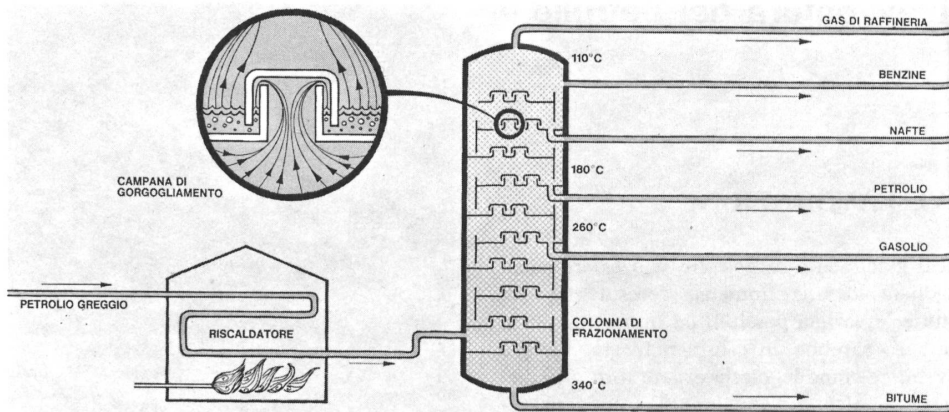 GAS DI RAFFINERIA
110°C
BENZINE
NAFTE
180°C
CAMPANA DI
GORGOGLIAMENTO
PETROLIO
260°C
GASOLIO
PETROLIO GREGGIO
RISCALDATORE
COLONNA DI
FRAZIONAMENTO
340°C
BITUME